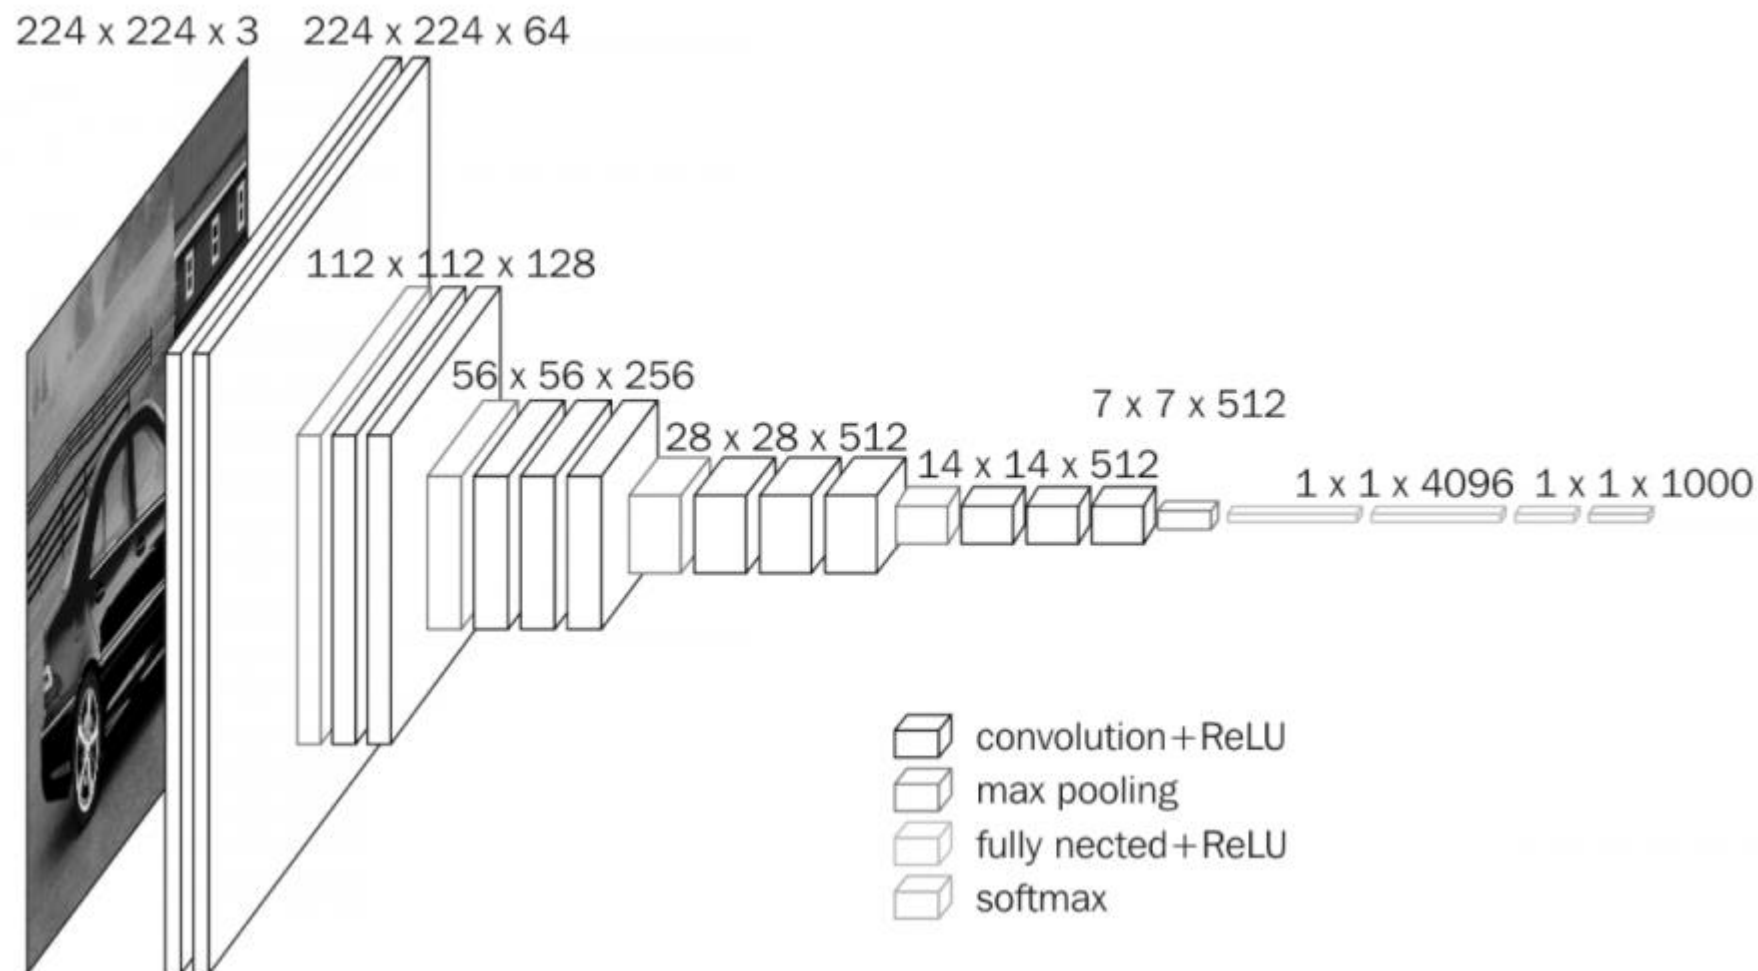 224 x 224 x 3
224 x 224 x 64
112 x 112 x 128
56 x 56 x 256
28 x 28 x 512
14 x 14 x 512
7 x 7 x 512
1 x 1 x 4096
1 x 1 x 1000
convolution+ReLU
max pooling
fully nected+ReLU
softmax